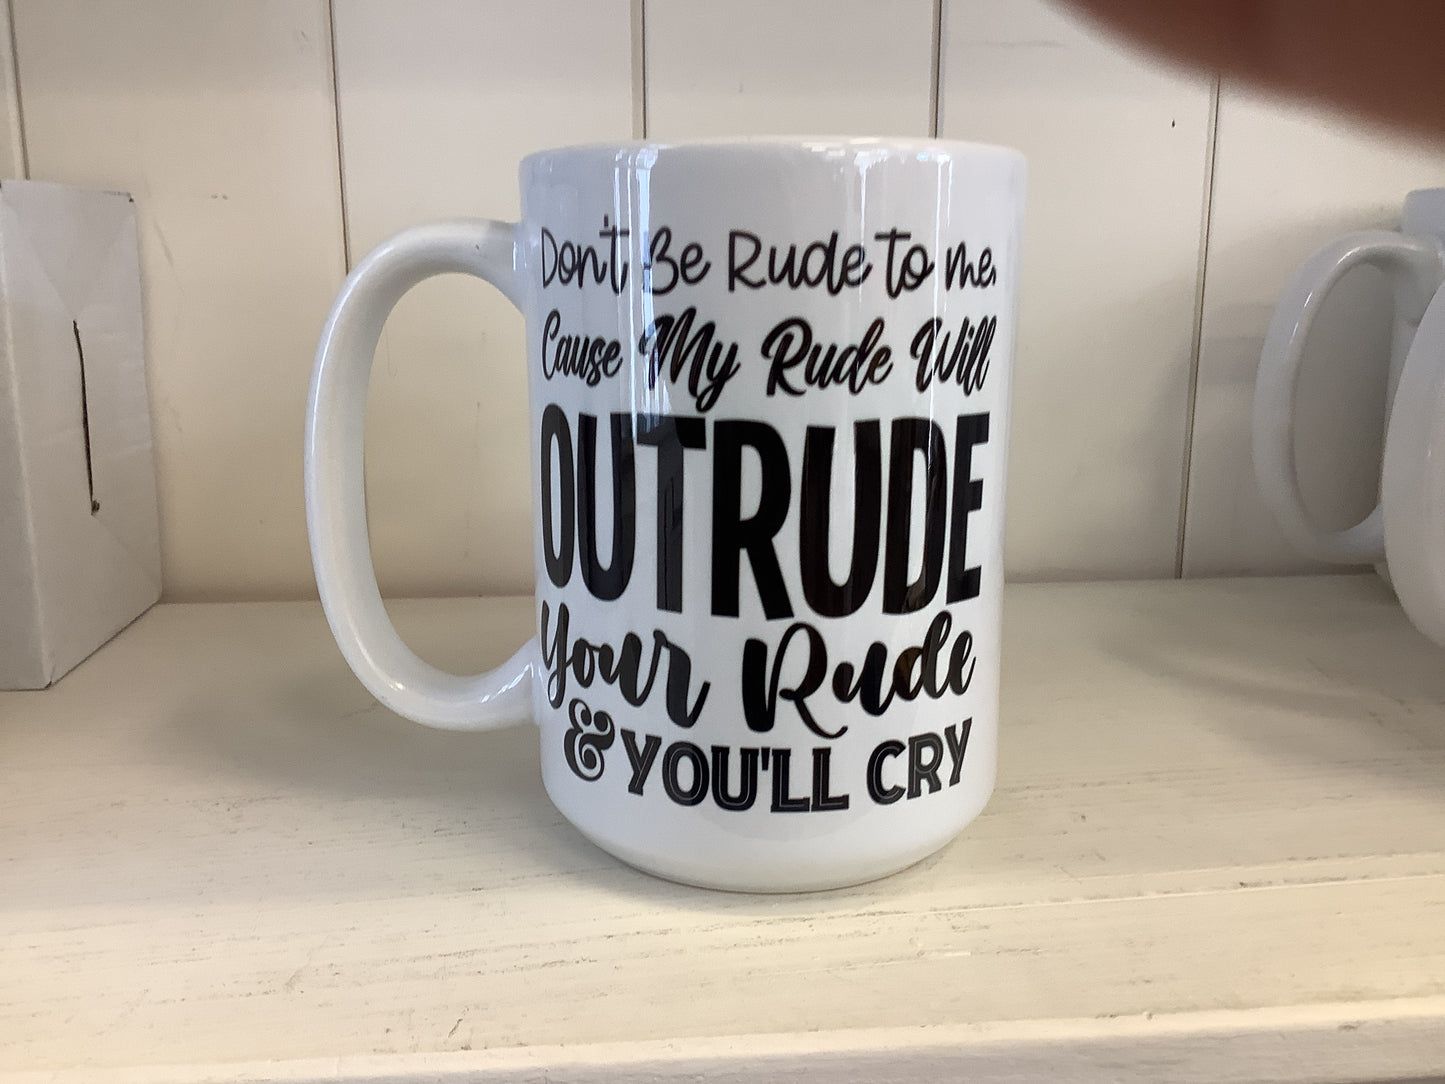 Don't Be Rude to me.
Cause My Rude Will
OUTRUDE
Your Rude
& YOU'LL CRY